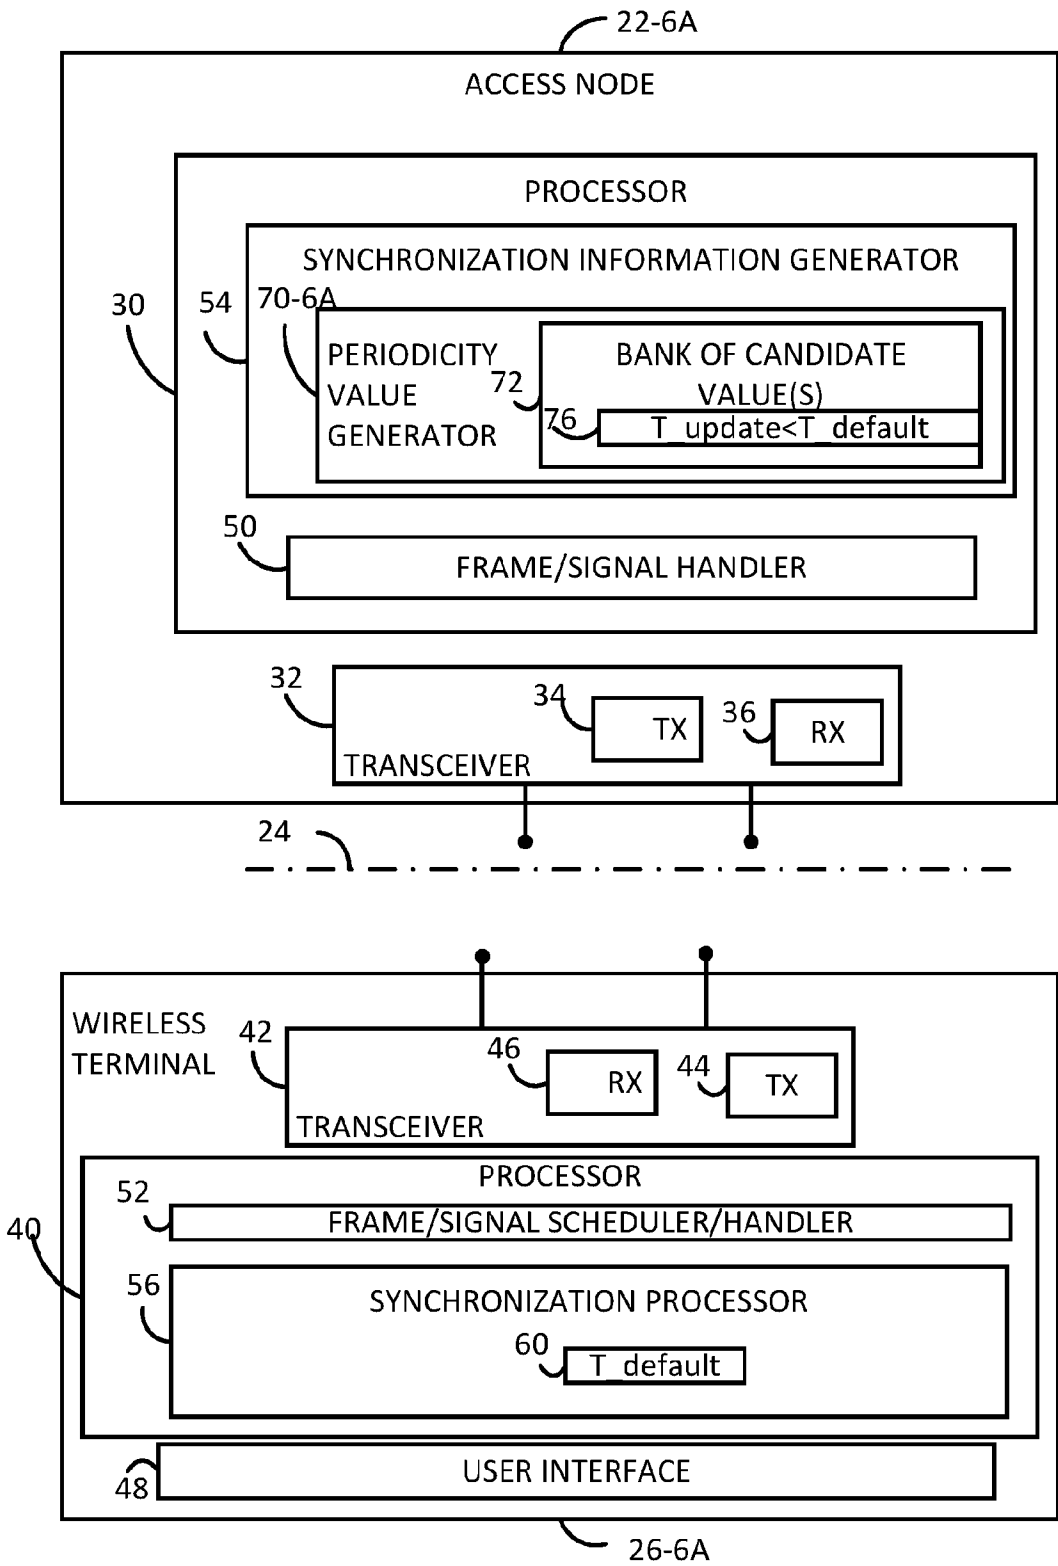 22-6A
ACCESS NODE
PROCESSOR
SYNCHRONIZATION INFORMATION GENERATOR
30
54
70-6A
PERIODICITY
VALUE
GENERATOR
72
BANK OF CANDIDATE
VALUE(S)
76
T_update<T_default
50
FRAME/SIGNAL HANDLER
32
34
TX
36
RX
TRANSCEIVER
24
WIRELESS
TERMINAL
42
46
RX
44
TX
TRANSCEIVER
PROCESSOR
52
FRAME/SIGNAL SCHEDULER/HANDLER
40
56
SYNCHRONIZATION PROCESSOR
60
T_default
USER INTERFACE
48
26-6A